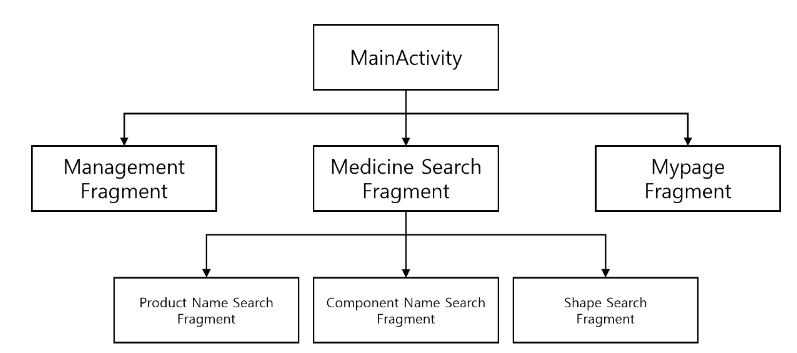 MainActivity
Management
Fragment
Medicine Search
Fragment
Mypage
Fragment
Product Name Search
Fragment
Component Name Search
Fragment
Shape Search
Fragment